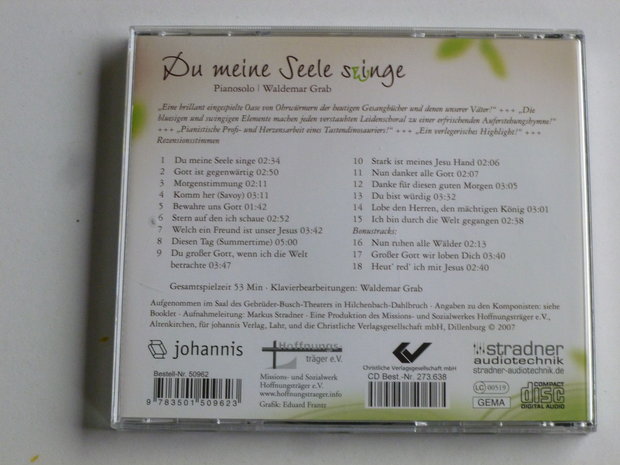 Du meine Seele swinge
Pianosolo | Waldemar Grab
„Eine brillant eingespielte Oase von Ohrwürmern der heutigen Gesangbücher und denen unserer Väter!“ +++ „Die
bluesigen und swingigen Elemente machen jeden verstaubten Leidenschoral zu einer erfrischenden Auferstehungshymne!“
+++ „Pianistische Profi- und Herzensarbeit eines Tastendinosauriers!“ +++ „Ein verlegerisches Highlight!“ +++
Rezensionsstimmen
1 Du meine Seele singe 02:34
2 Gott ist gegenwärtig 02:50
3 Morgenstimmung 02:11
4 Komm her (Savoy) 03:11
5 Bewahre uns Gott 01:42
6 Stern auf den ich schaue 02:52
7 Welch ein Freund ist unser Jesus 03:42
8 Diesen Tag (Summertime) 05:00
9 Du großer Gott, wenn ich die Welt
betrachte 03:47
10 Stark ist meines Jesu Hand 02:06
11 Nun danket alle Gott 02:07
12 Danke für diesen guten Morgen 03:05
13 Du bist würdig 03:32
14 Lobe den Herren, den mächtigen König 03:01
15 Ich bin durch die Welt gegangen 02:38
Bonustracks:
16 Nun ruhen alle Wälder 02:13
17 Großer Gott wir loben Dich 03:40
18 Heut' red' ich mit Jesus 02:40
Gesamtspielzeit 53 Min · Klavierbearbeitungen: Waldemar Grab
Aufgenommen im Saal des Gebrüder-Busch-Theaters in Hilchenbach-Dahlbruch · Angaben zu den Komponisten: siehe
Booklet · Aufnahmeleitung: Markus Stradner · Eine Produktion des Missions- und Sozialwerkes Hoffnungsträger e.V.,
Altenkirchen, für johannis Verlag, Lahr, und die Christliche Verlagsgesellschaft mbH, Dillenburg © 2007
johannis
Bestell-Nr. 50962
9 783501 509623
Hoffnungs
träger e.V.
Missions- und Sozialwerk
Hoffnungsträger e.V.
www.hoffnungstraeger.info
Grafik: Eduard Frantz
Christliche Verlagsgesellschaft mbH
CD Best.-Nr. 273.638
stradner
audiotechnik
stradner-audiotechnik.de
LC 00519
GEMA
COMPACT
disc
DIGITAL AUDIO